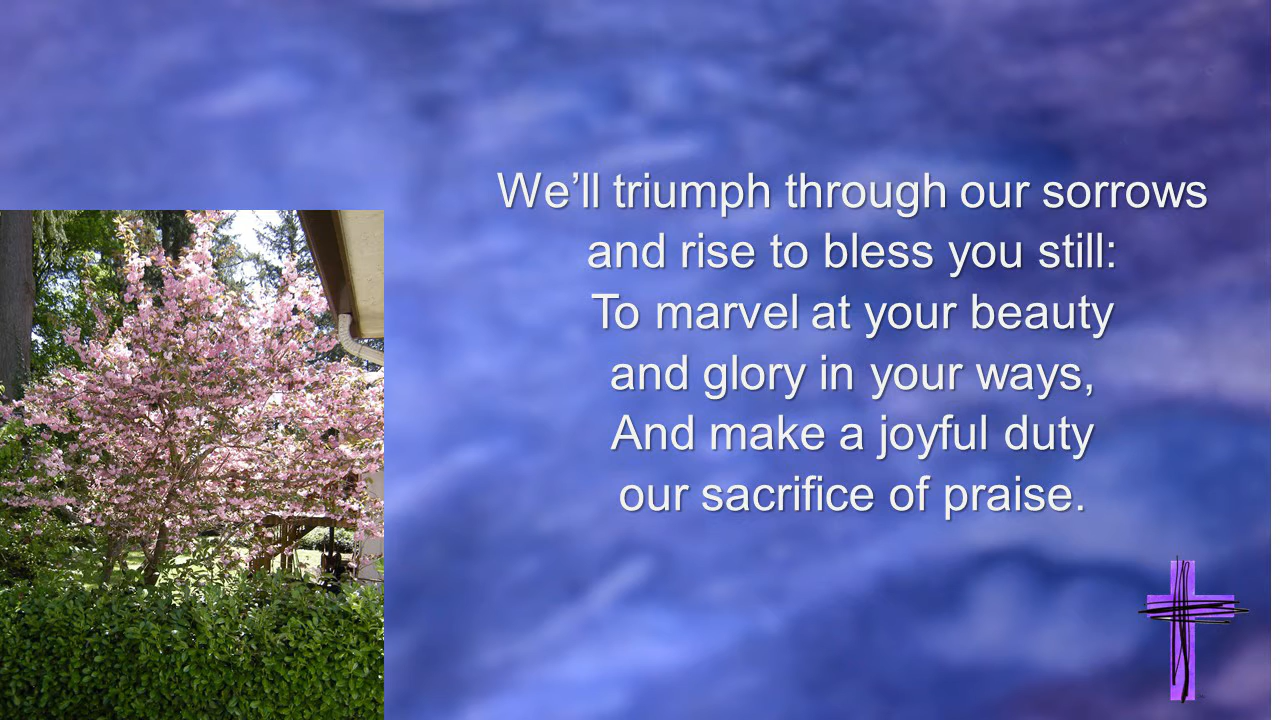 We’ll triumph through our sorrows
and rise to bless you still:
To marvel at your beauty
and glory in your ways,
And make a joyful duty
our sacrifice of praise.